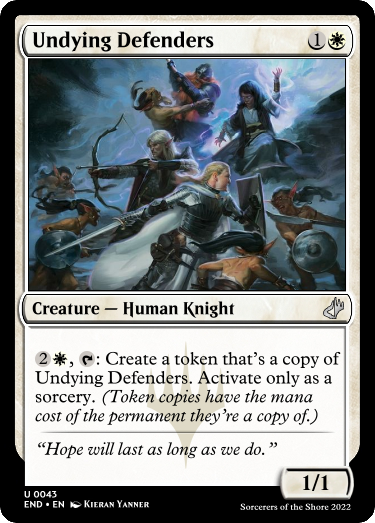 Undying Defenders 1
Creature — Human Knight
2, : Create a token that's a copy of
Undying Defenders. Activate only as a
sorcery. (Token copies have the mana
cost of the permanent they're a copy of.)
“Hope will last as long as we do.”
1/1
U 0043
END • EN Kieran Yanner
Sorcerers of the Shore 2022